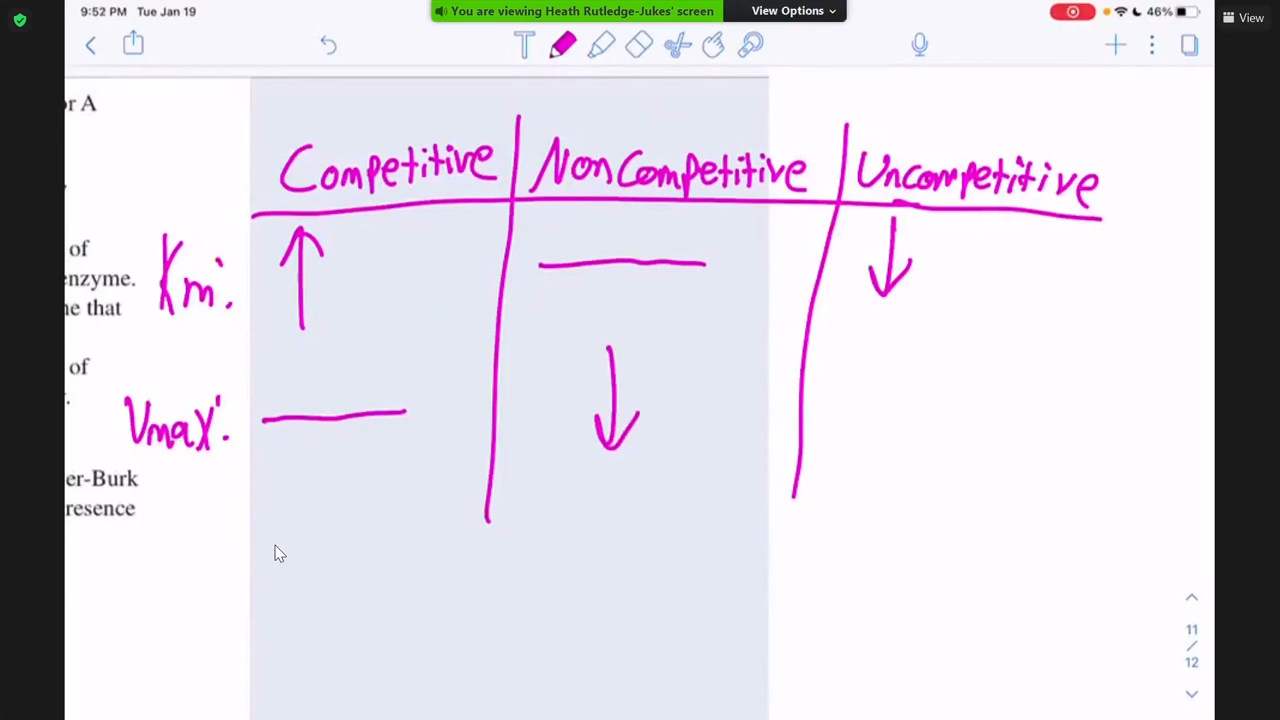 You are viewing Heath Rutledge-Jukes' screen
View Options
View
9:52 PM Tue Jan 19
46%
or A
Competitive
NonCompetitive
Uncompetitive
of
enzyme.
ne that
Km:
of
Vmax:
er-Burk
resence
11
/
12